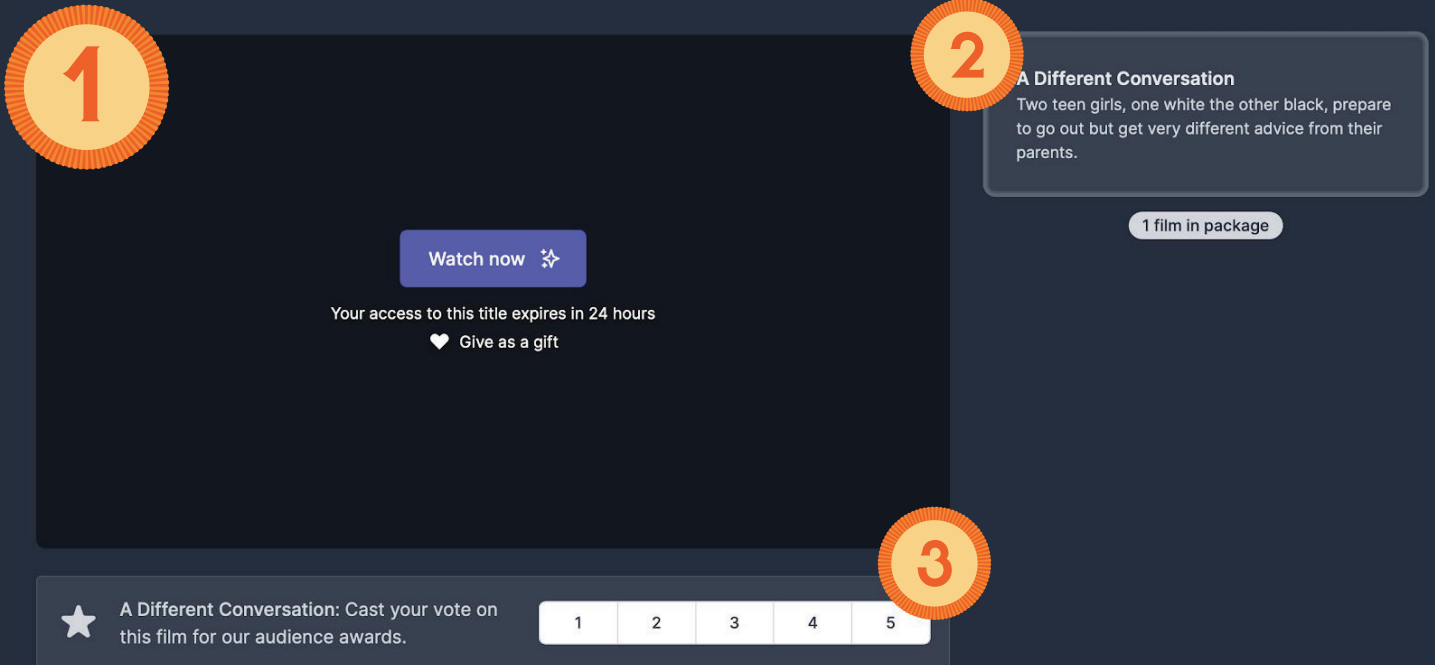 1
Watch now
Your access to this title expires in 24 hours
Give as a gift
2
A Different Conversation
Two teen girls, one white the other black, prepare
to go out but get very different advice from their
parents.
1 film in package
3
A Different Conversation: Cast your vote on
this film for our audience awards.
1 2 3 4 5